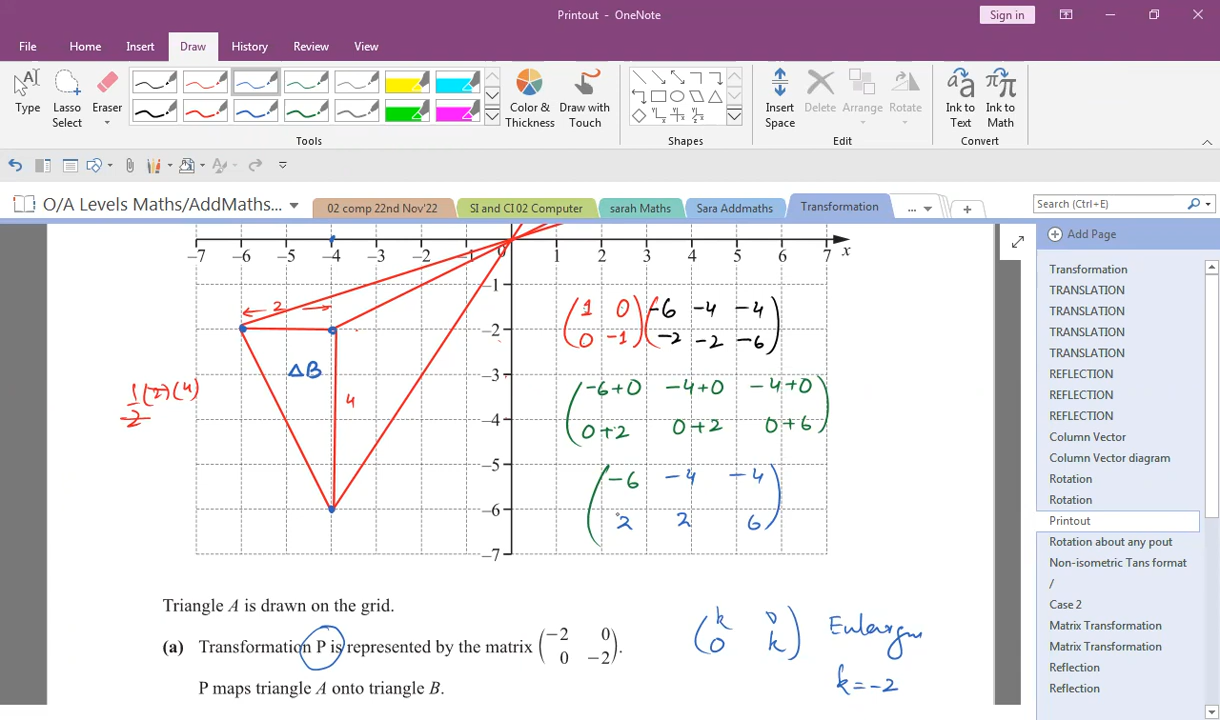 Printout - OneNote
Sign in
File Home Insert Draw History Review View
Type
Lasso Select
Eraser
Color & Thickness
Draw with Touch
Insert Space
Delete
Arrange
Rotate
Ink to Text
Ink to Math
Tools
Shapes
Edit
Convert
O/A Levels Maths/AddMaths...
02 comp 22nd Nov'22
SI and CI 02 Computer
sarah Maths
Sara Addmaths
Transformation
...
Search (Ctrl+E)
Add Page
Transformation
TRANSLATION
TRANSLATION
TRANSLATION
TRANSLATION
REFLECTION
REFLECTION
REFLECTION
Column Vector
Column Vector diagram
Rotation
Rotation
Printout
Rotation about any pout
Non-isometric Tans format
/
Case 2
Matrix Transformation
Matrix Transformation
Reflection
Reflection
-7 -6 -5 -4 -3 -2 -1 0 1 2 3 4 5 6 7 x
-1
-2
-3
-4
-5
-6
-7
2
4
ΔB
1/2 (2)(4)
(1 0) (-6 -4 -4)
(0 -1) (-2 -2 -6)
(-6+0 -4+0 -4+0)
(0+2 0+2 0+6)
(-6 -4 -4)
(2 2 6)
Triangle A is drawn on the grid.
(a) Transformation P is represented by the matrix (-2 0
0 -2).
P maps triangle A onto triangle B.
(k 0)
(0 k)
Enlargm
k=-2